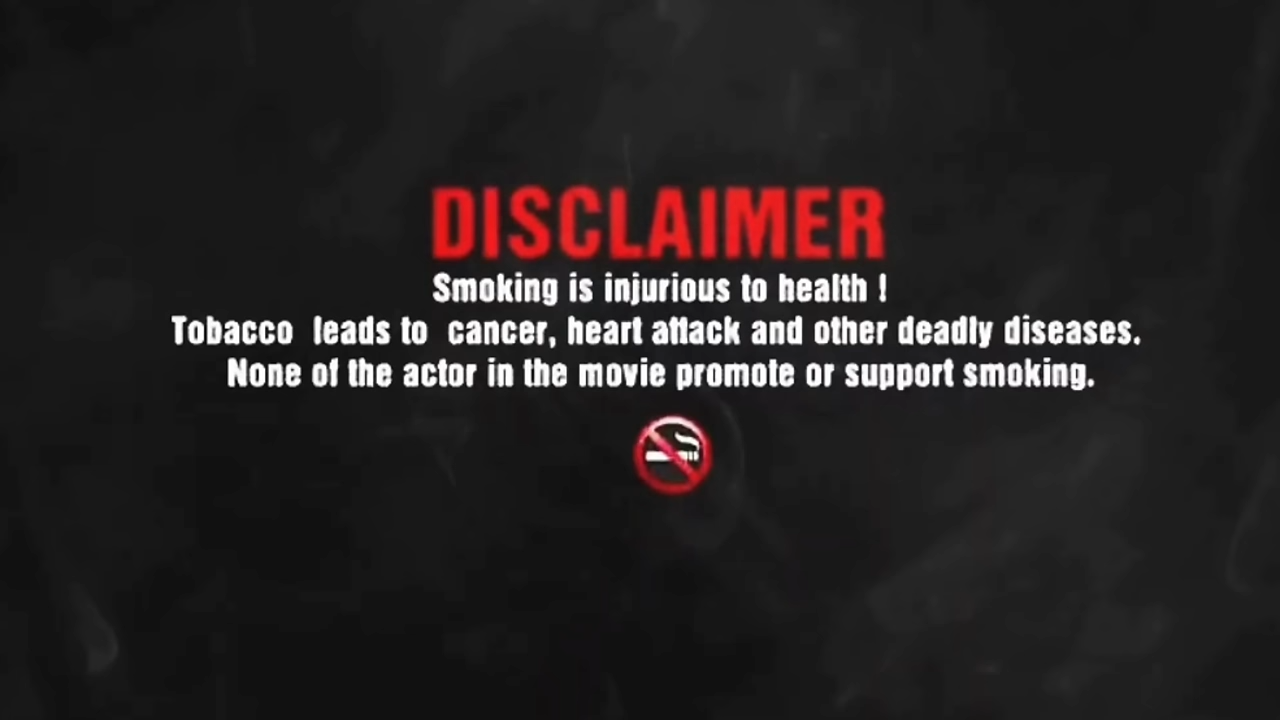 DISCLAIMER
Smoking is injurious to health !
Tobacco leads to cancer, heart attack and other deadly diseases.
None of the actor in the movie promote or support smoking.